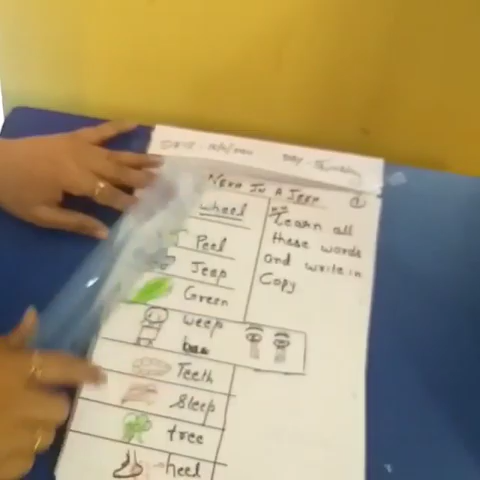 NEHA IN A JEEP
wheel
Peel
Jeep
Green
weep
Teeth
Sleep
tree
heel
Learn all
these words
and write in
Copy